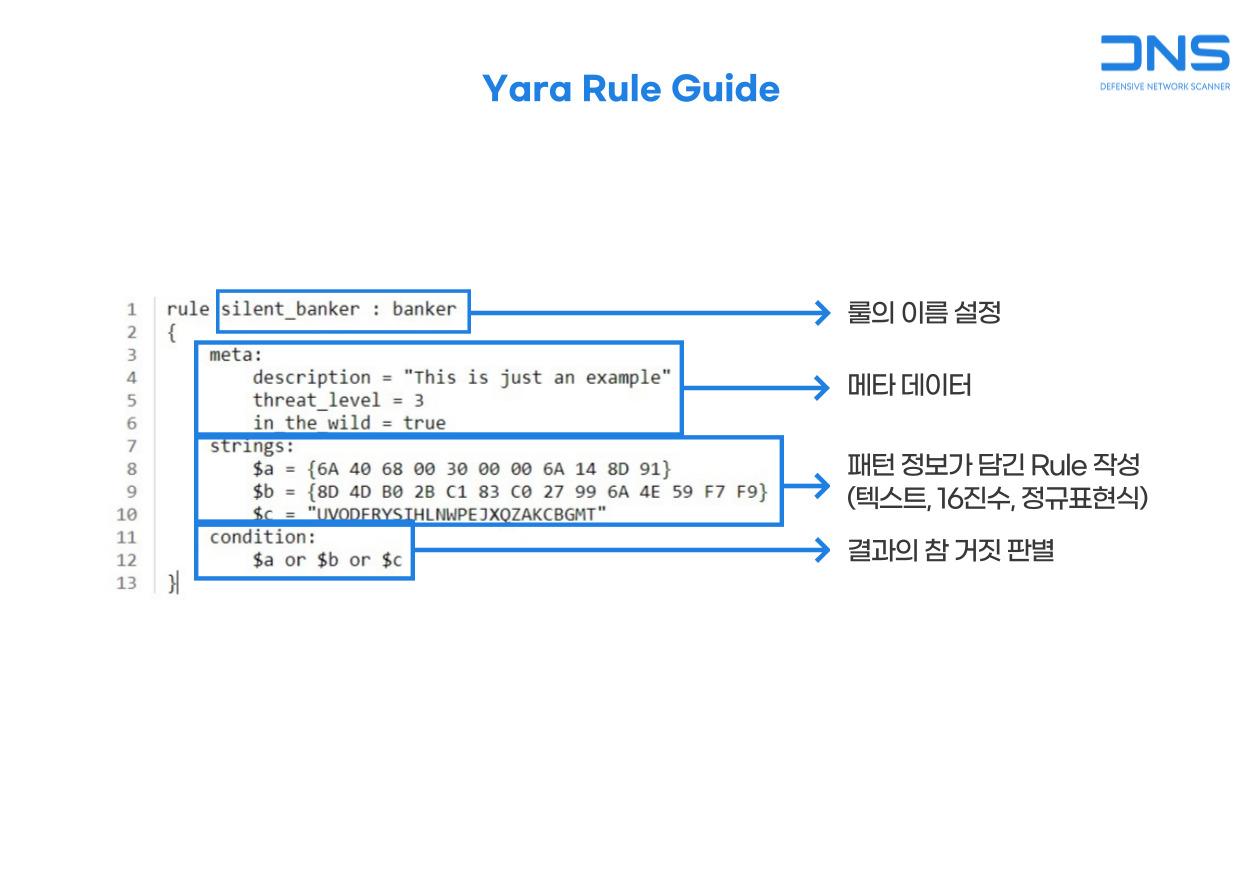 DNS
DEFENSIVE NETWORK SCANNER
Yara Rule Guide
1 rule silent_banker : banker
2 {
3 meta:
4 description = "This is just an example"
5 threat_level = 3
6 in_the_wild = true
7 strings:
8 $a = {6A 40 68 00 30 00 00 6A 14 8D 91}
9 $b = {8D 4D B0 2B C1 83 C0 27 99 6A 4E 59 F7 F9}
10 $c = "UVODFRYSIHLNWPEJXQZAKCBGMT"
11 condition:
12 $a or $b or $c
13 }
룰의 이름 설정
메타 데이터
패턴 정보가 담긴 Rule 작성
(텍스트, 16진수, 정규표현식)
결과의 참 거짓 판별